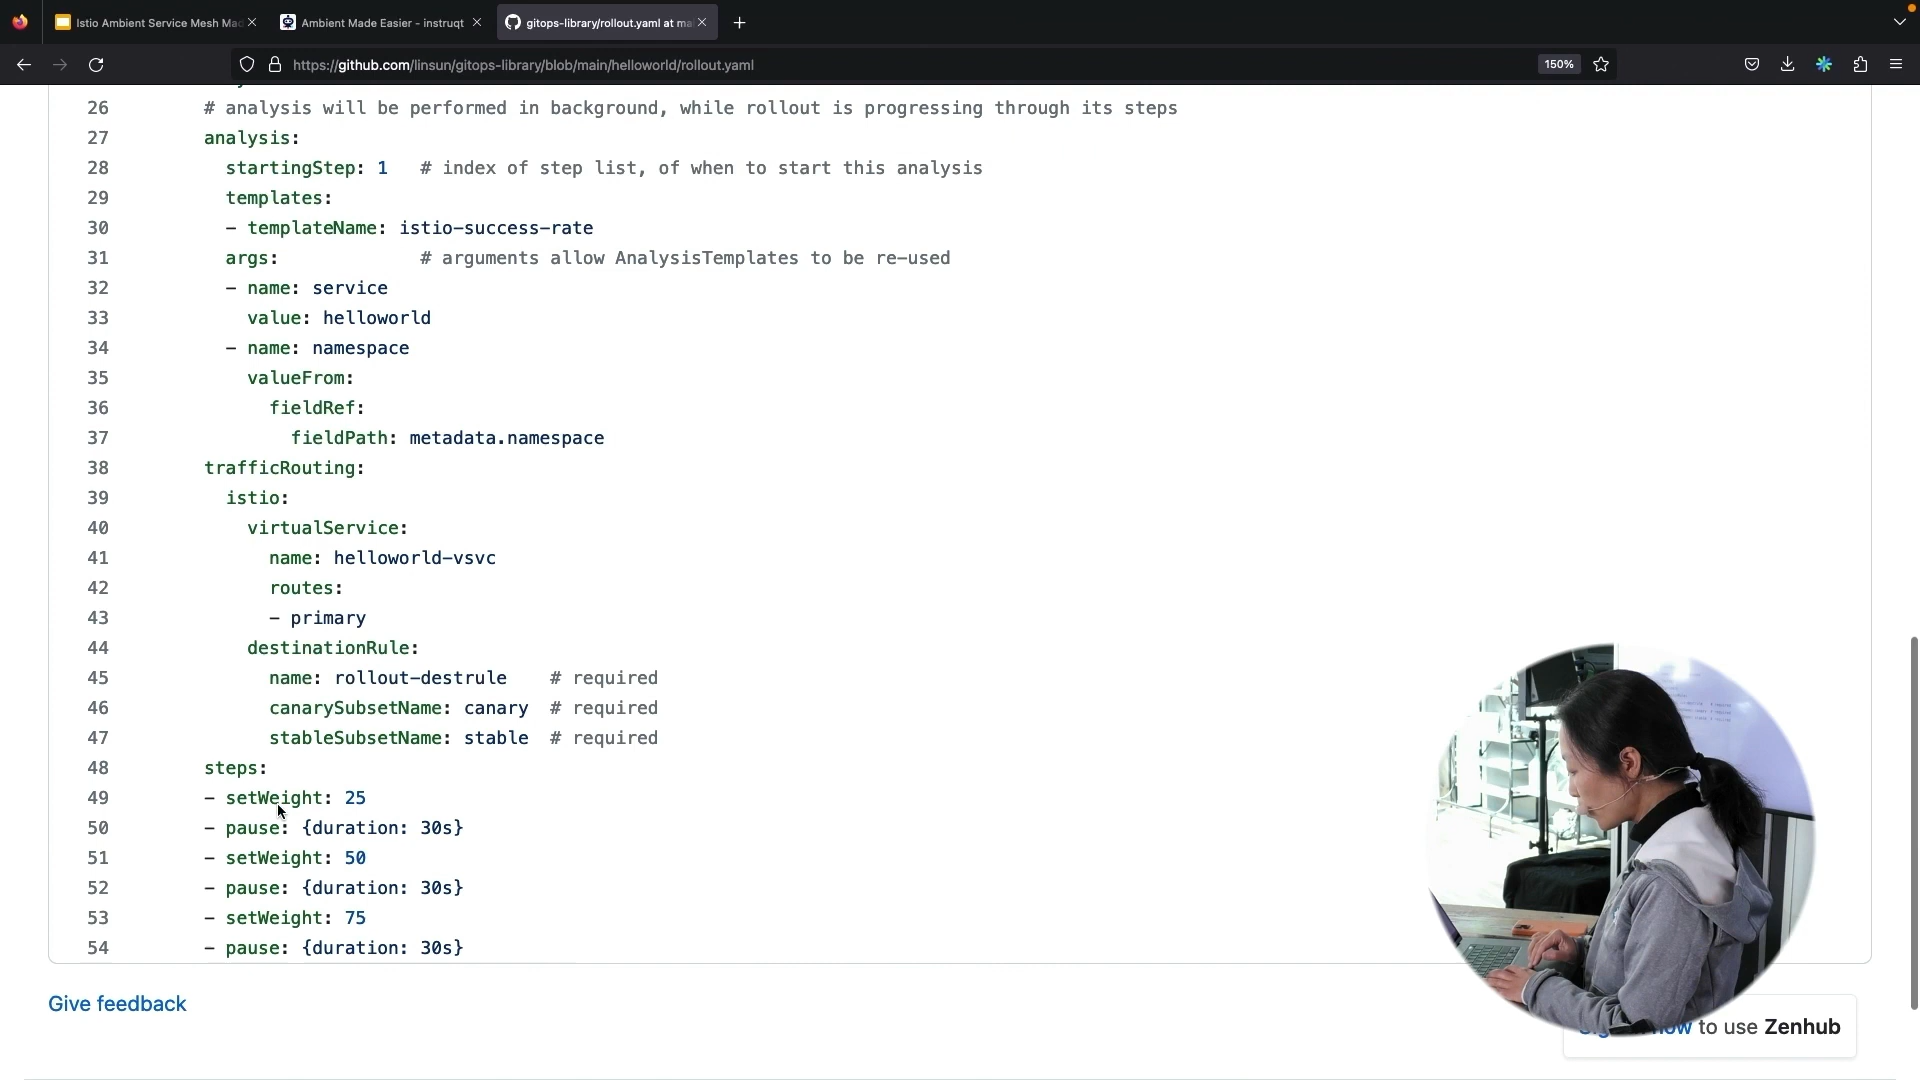 Istio Ambient Service Mesh Mad
Ambient Made Easier - instruqt
gitops-library/rollout.yaml at ma
https://github.com/linsun/gitops-library/blob/main/helloworld/rollout.yaml
150%
26 # analysis will be performed in background, while rollout is progressing through its steps
27 analysis:
28 startingStep: 1 # index of step list, of when to start this analysis
29 templates:
30 - templateName: istio-success-rate
31 args: # arguments allow AnalysisTemplates to be re-used
32 - name: service
33 value: helloworld
34 - name: namespace
35 valueFrom:
36 fieldRef:
37 fieldPath: metadata.namespace
38 trafficRouting:
39 istio:
40 virtualService:
41 name: helloworld-vsvc
42 routes:
43 - primary
44 destinationRule:
45 name: rollout-destrule # required
46 canarySubsetName: canary # required
47 stableSubsetName: stable # required
48 steps:
49 - setWeight: 25
50 - pause: {duration: 30s}
51 - setWeight: 50
52 - pause: {duration: 30s}
53 - setWeight: 75
54 - pause: {duration: 30s}
Give feedback
to use Zenhub